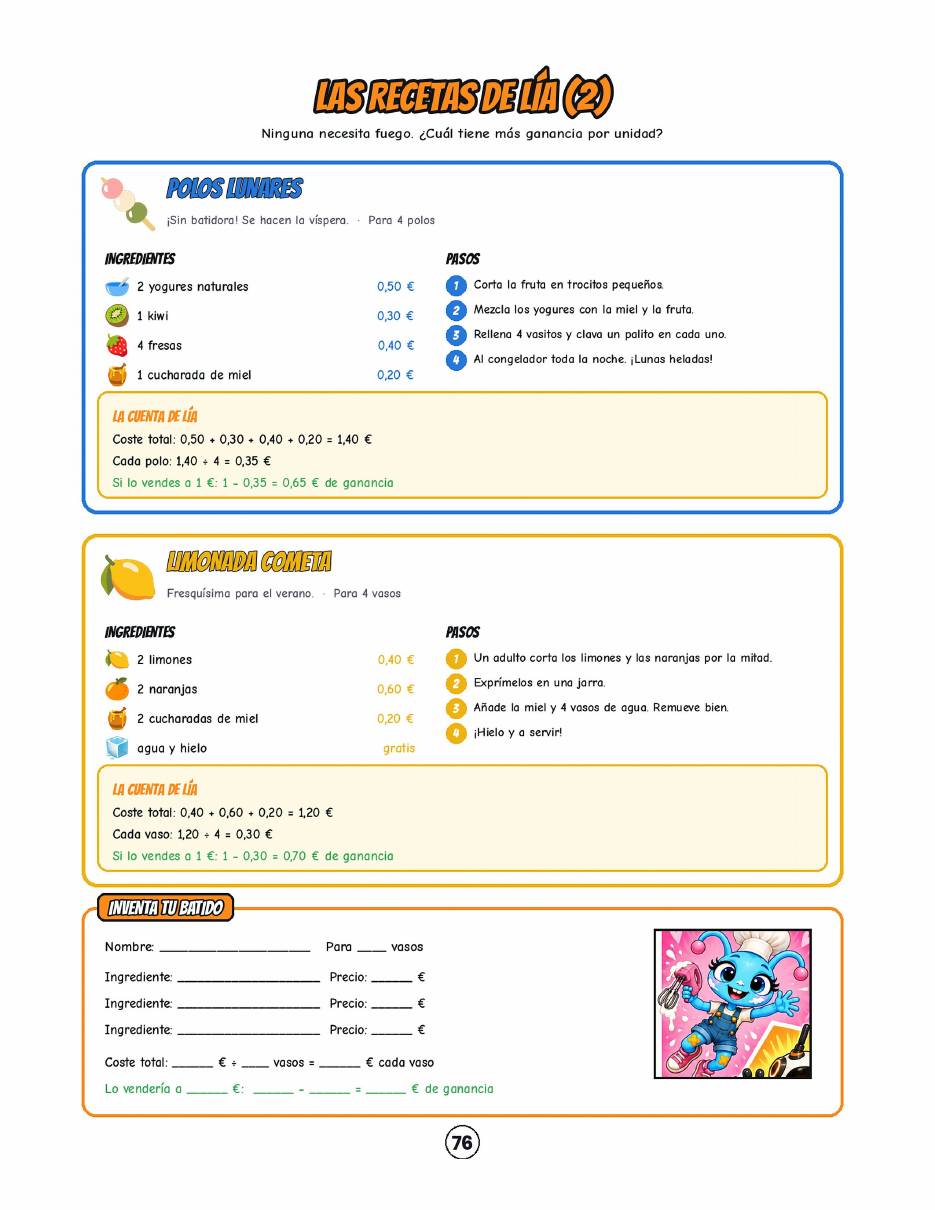 LAS RECETAS DE LÍA (2)
Ninguna necesita fuego. ¿Cuál tiene más ganancia por unidad?
POLOS LUNARES
¡Sin batidora! Se hacen la víspera. · Para 4 polos
INGREDIENTES
2 yogures naturales 0,50 €
1 kiwi 0,30 €
4 fresas 0,40 €
1 cucharada de miel 0,20 €
PASOS
1 Corta la fruta en trocitos pequeños.
2 Mezcla los yogures con la miel y la fruta.
3 Rellena 4 vasitos y clava un palito en cada uno.
4 Al congelador toda la noche. ¡Lunas heladas!
LA CUENTA DE LÍA
Coste total: 0,50 + 0,30 + 0,40 + 0,20 = 1,40 €
Cada polo: 1,40 ÷ 4 = 0,35 €
Si lo vendes a 1 €: 1 - 0,35 = 0,65 € de ganancia
LIMONADA COMETA
Fresquísima para el verano. · Para 4 vasos
INGREDIENTES
2 limones 0,40 €
2 naranjas 0,60 €
2 cucharadas de miel 0,20 €
agua y hielo gratis
PASOS
1 Un adulto corta los limones y las naranjas por la mitad.
2 Exprímelos en una jarra.
3 Añade la miel y 4 vasos de agua. Remueve bien.
4 ¡Hielo y a servir!
LA CUENTA DE LÍA
Coste total: 0,40 + 0,60 + 0,20 = 1,20 €
Cada vaso: 1,20 ÷ 4 = 0,30 €
Si lo vendes a 1 €: 1 - 0,30 = 0,70 € de ganancia
INVENTA TU BATIDO
Nombre: ____________________ Para ____ vasos
Ingrediente: ___________________ Precio: ______ €
Ingrediente: ___________________ Precio: ______ €
Ingrediente: ___________________ Precio: ______ €
Coste total: ______ € ÷ ____ vasos = ______ € cada vaso
Lo vendería a ______ €: ______ - ______ = ______ € de ganancia
76